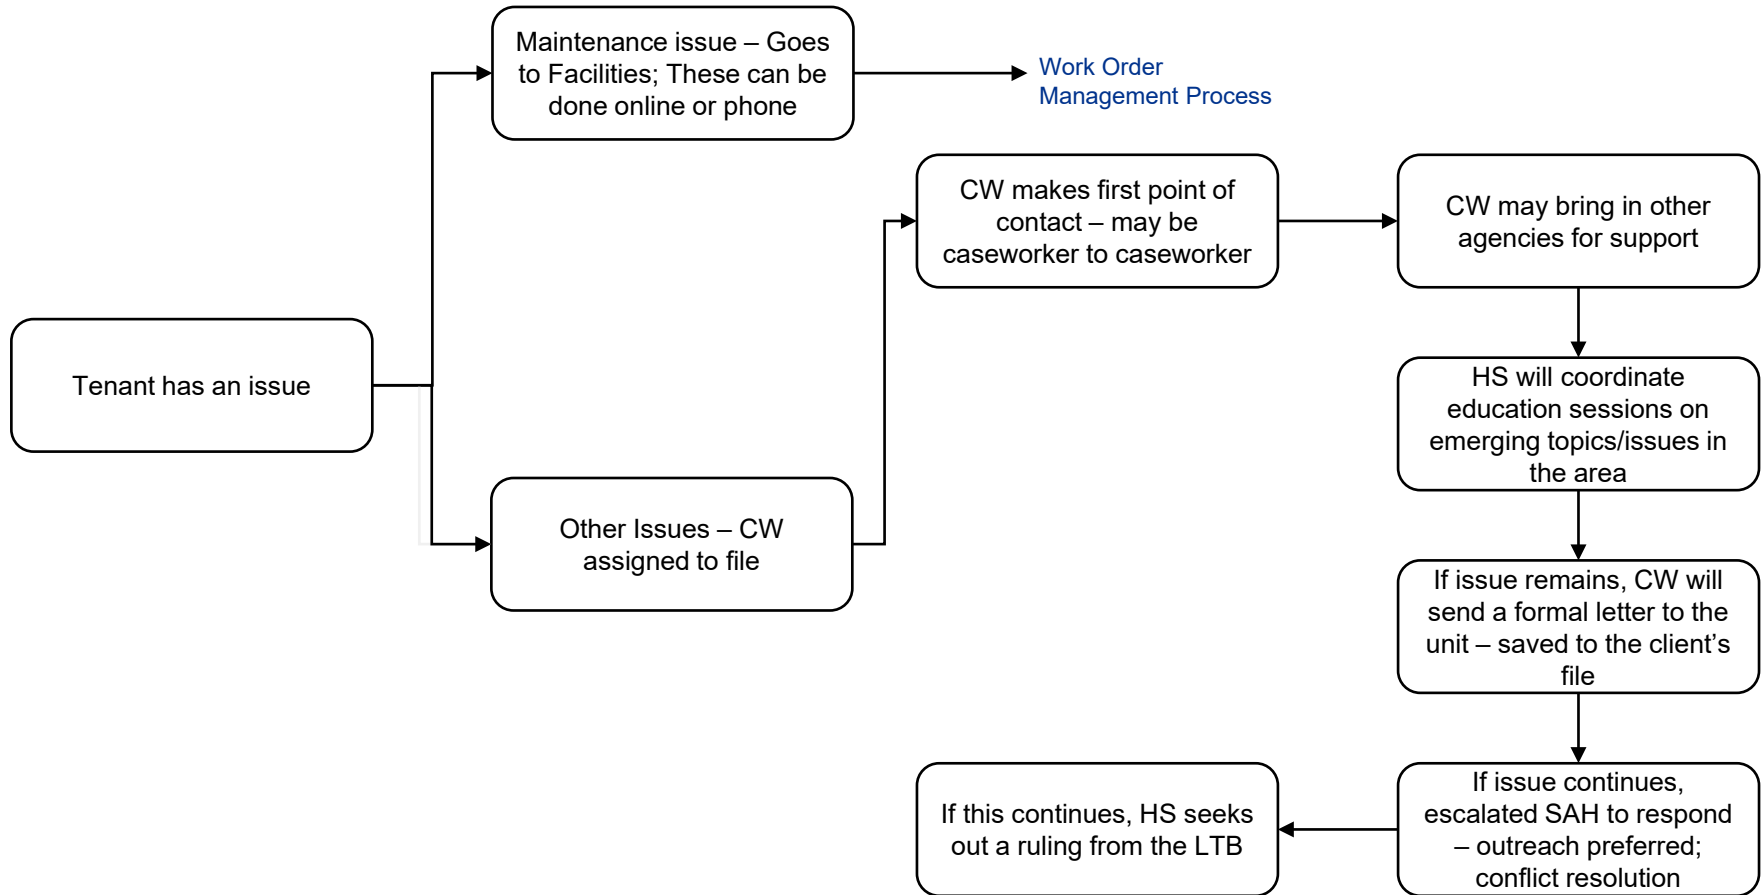 Maintenance issue – Goes
to Facilities; These can be
done online or phone
Work Order
Management Process
CW makes first point of
contact – may be
caseworker to caseworker
CW may bring in other
agencies for support
Tenant has an issue
HS will coordinate
education sessions on
emerging topics/issues in
the area
Other Issues – CW
assigned to file
If issue remains, CW will
send a formal letter to the
unit – saved to the client’s
file
If issue continues,
escalated SAH to respond
– outreach preferred;
conflict resolution
If this continues, HS seeks
out a ruling from the LTB